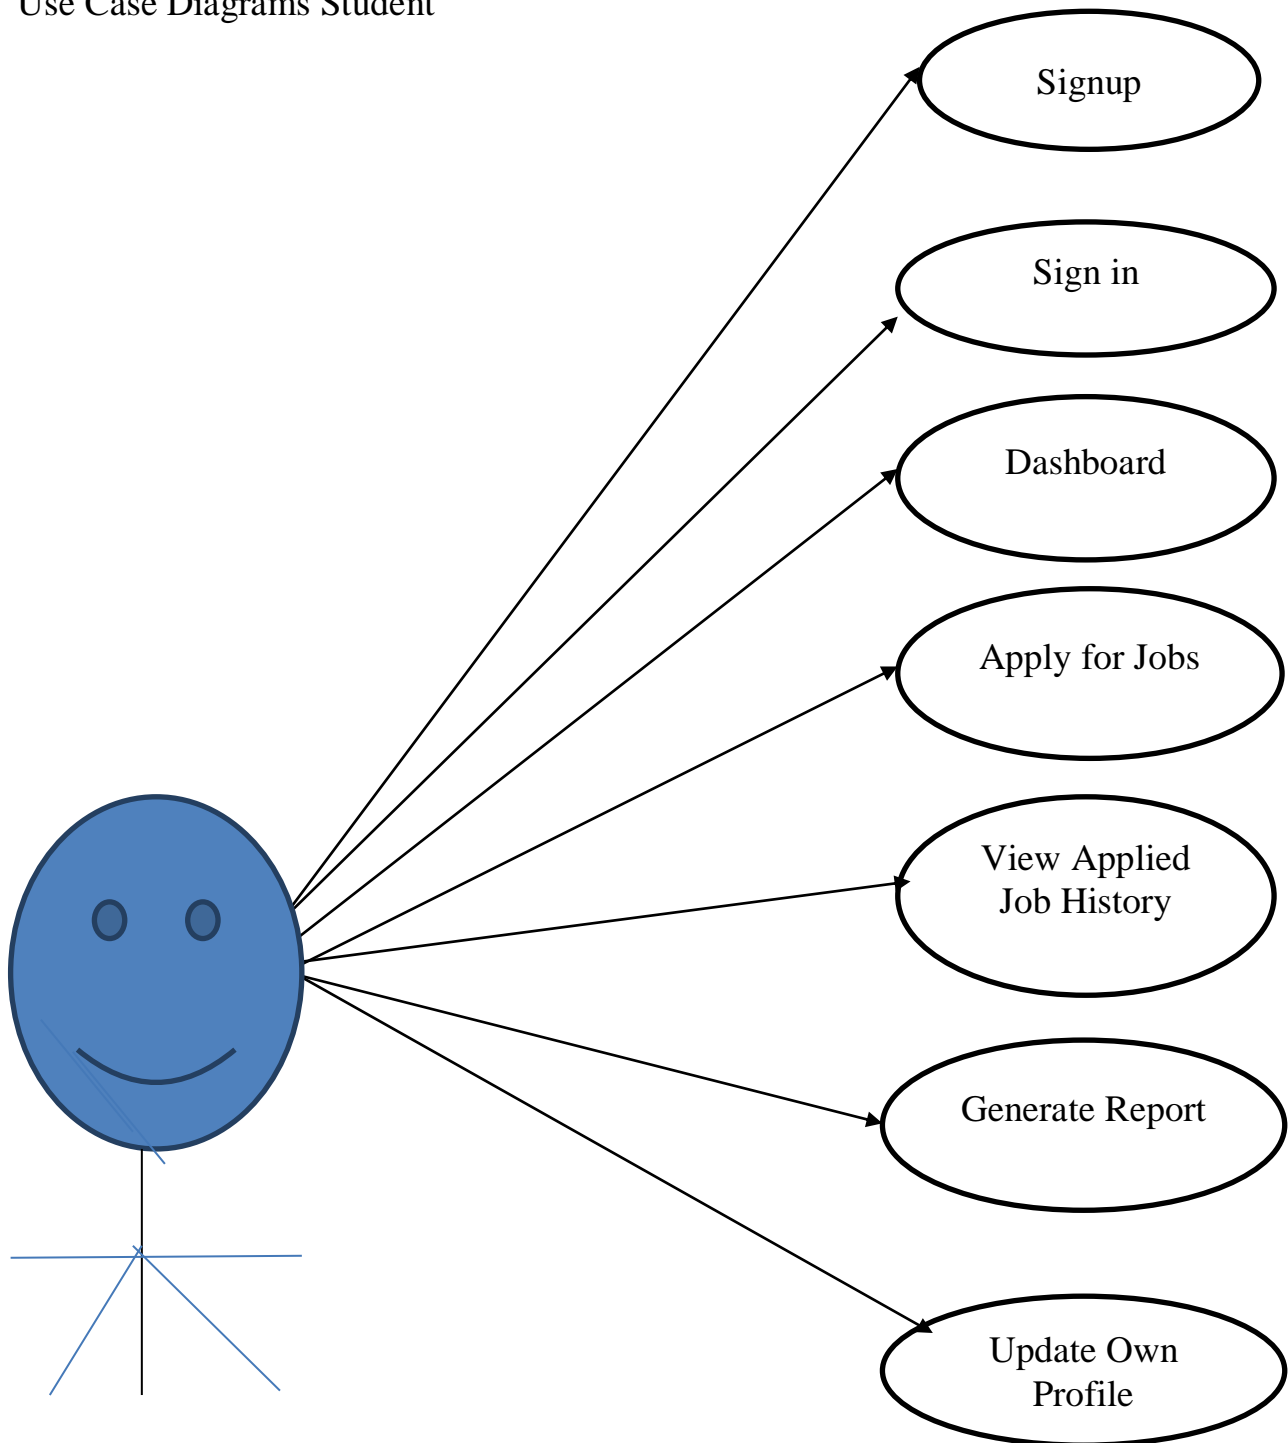 Use Case Diagrams Student
Signup
Sign in
Dashboard
Apply for Jobs
View Applied
Job History
Generate Report
Update Own
Profile